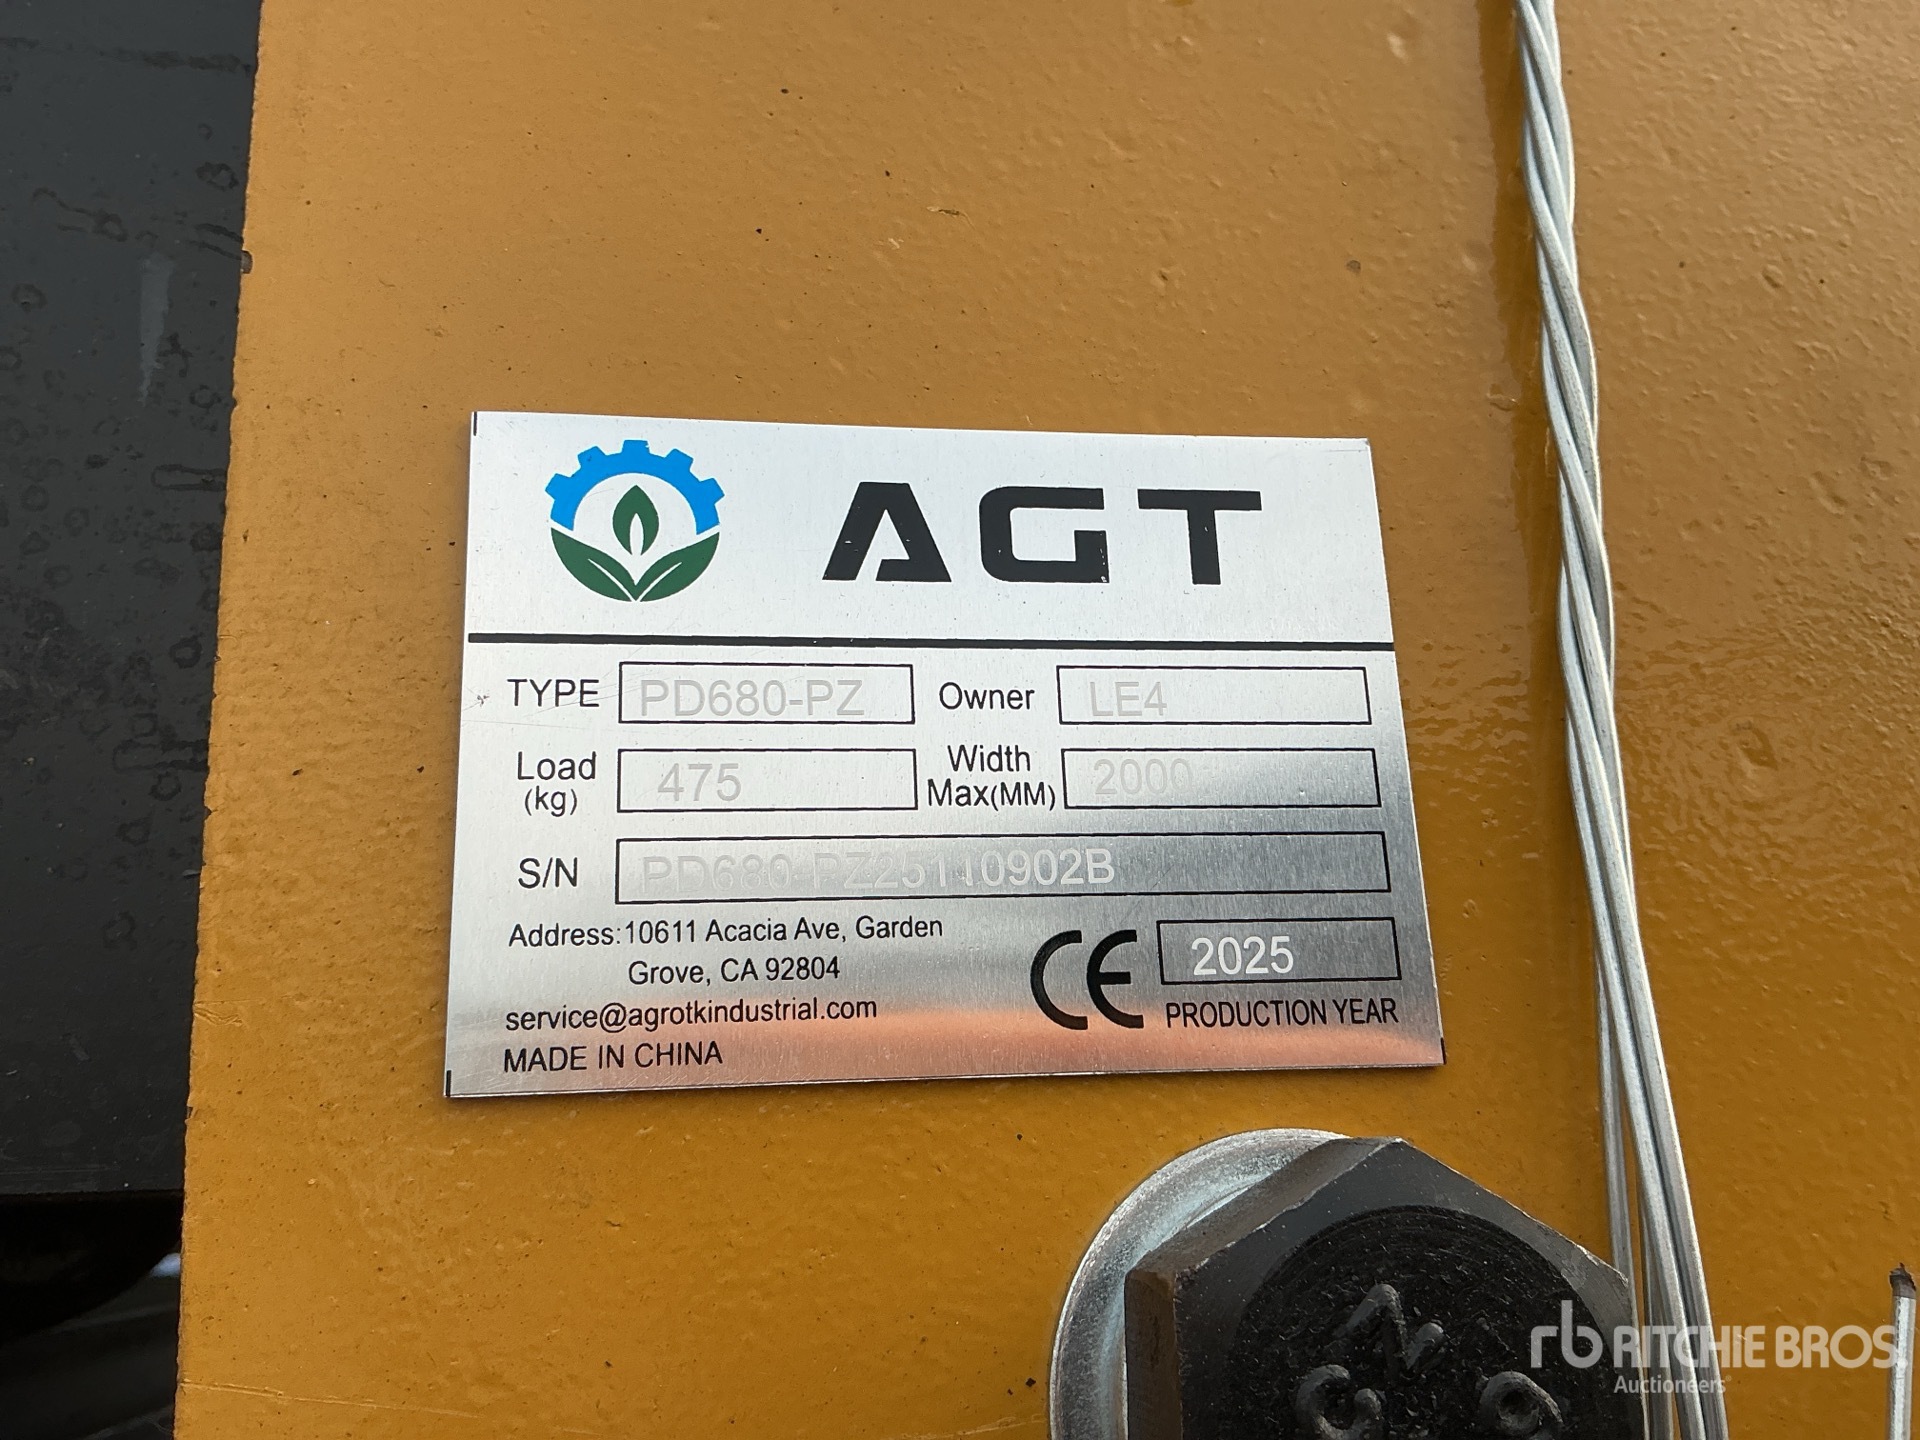 AGT
TYPE PD680-PZ Owner LE4
Load (kg) 475 Width Max(MM) 2000
S/N PD680-PZ25110902B
Address:10611 Acacia Ave, Garden
Grove, CA 92804
service@agrotkindustrial.com
MADE IN CHINA
CE 2025
PRODUCTION YEAR
rb RITCHIE BROS.
Auctioneers